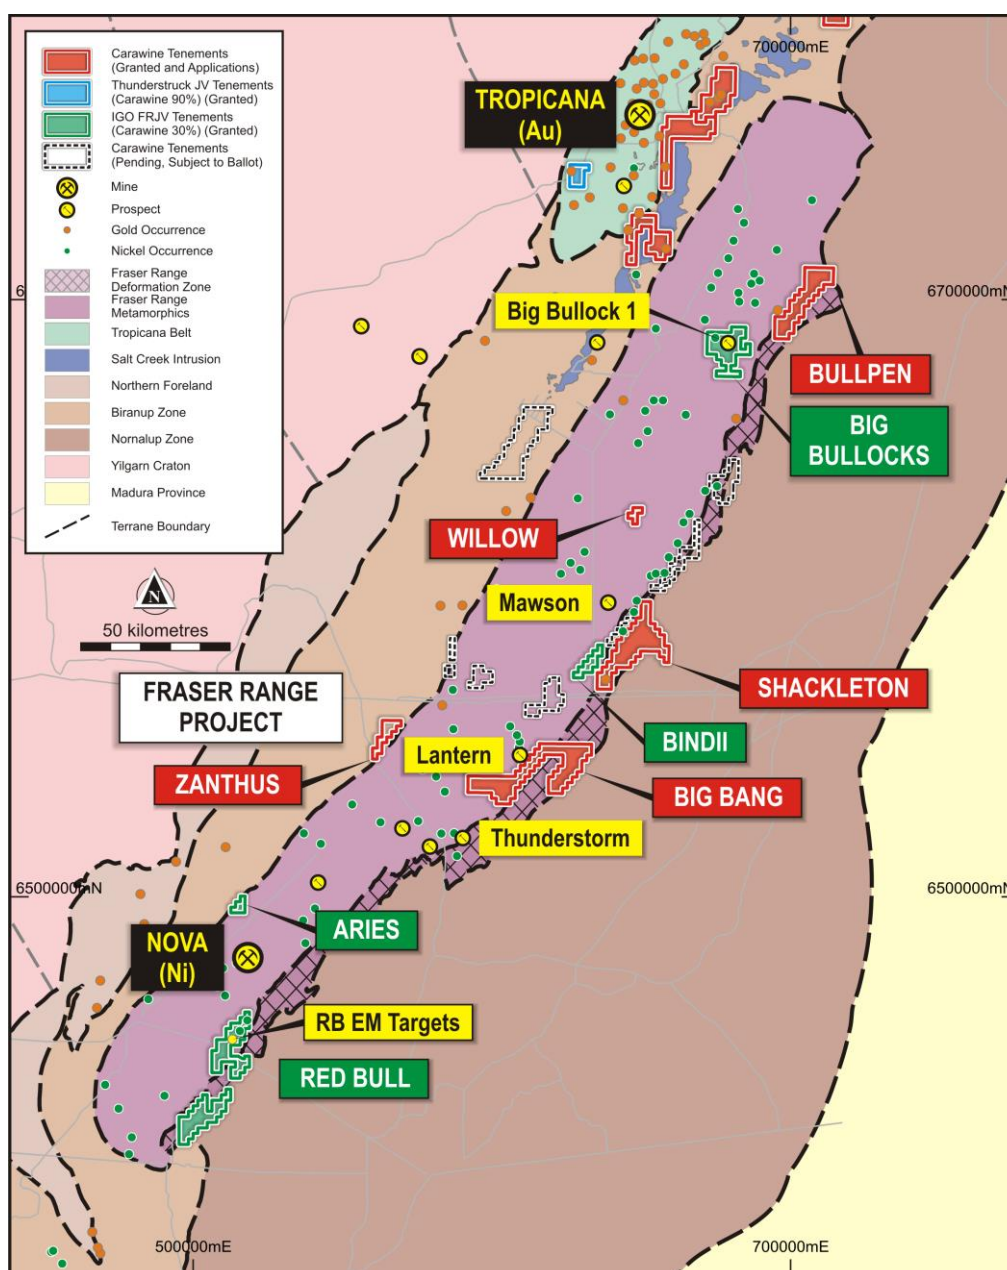 Carawine Tenements
(Granted and Applications)
Thunderstruck JV Tenements
(Carawine 90%) (Granted)
IGO FRJV Tenements
(Carawine 30%) (Granted)
Carawine Tenements
(Pending, Subject to Ballot)
Mine
Prospect
Gold Occurrence
Nickel Occurrence
Fraser Range
Deformation Zone
Fraser Range
Metamorphics
Tropicana Belt
Salt Creek Intrusion
Northern Foreland
Biranup Zone
Nornalup Zone
Yilgarn Craton
Madura Province
Terrane Boundary
N
50 kilometres
700000mE
TROPICANA
(Au)
6700000mN
Big Bullock 1
BULLPEN
BIG
BULLOCKS
WILLOW
Mawson
FRASER RANGE
PROJECT
SHACKLETON
BINDII
ZANTHUS
Lantern
BIG BANG
Thunderstorm
6500000mN
6500000mN
ARIES
NOVA
(Ni)
RB EM Targets
RED BULL
500000mE
700000mE